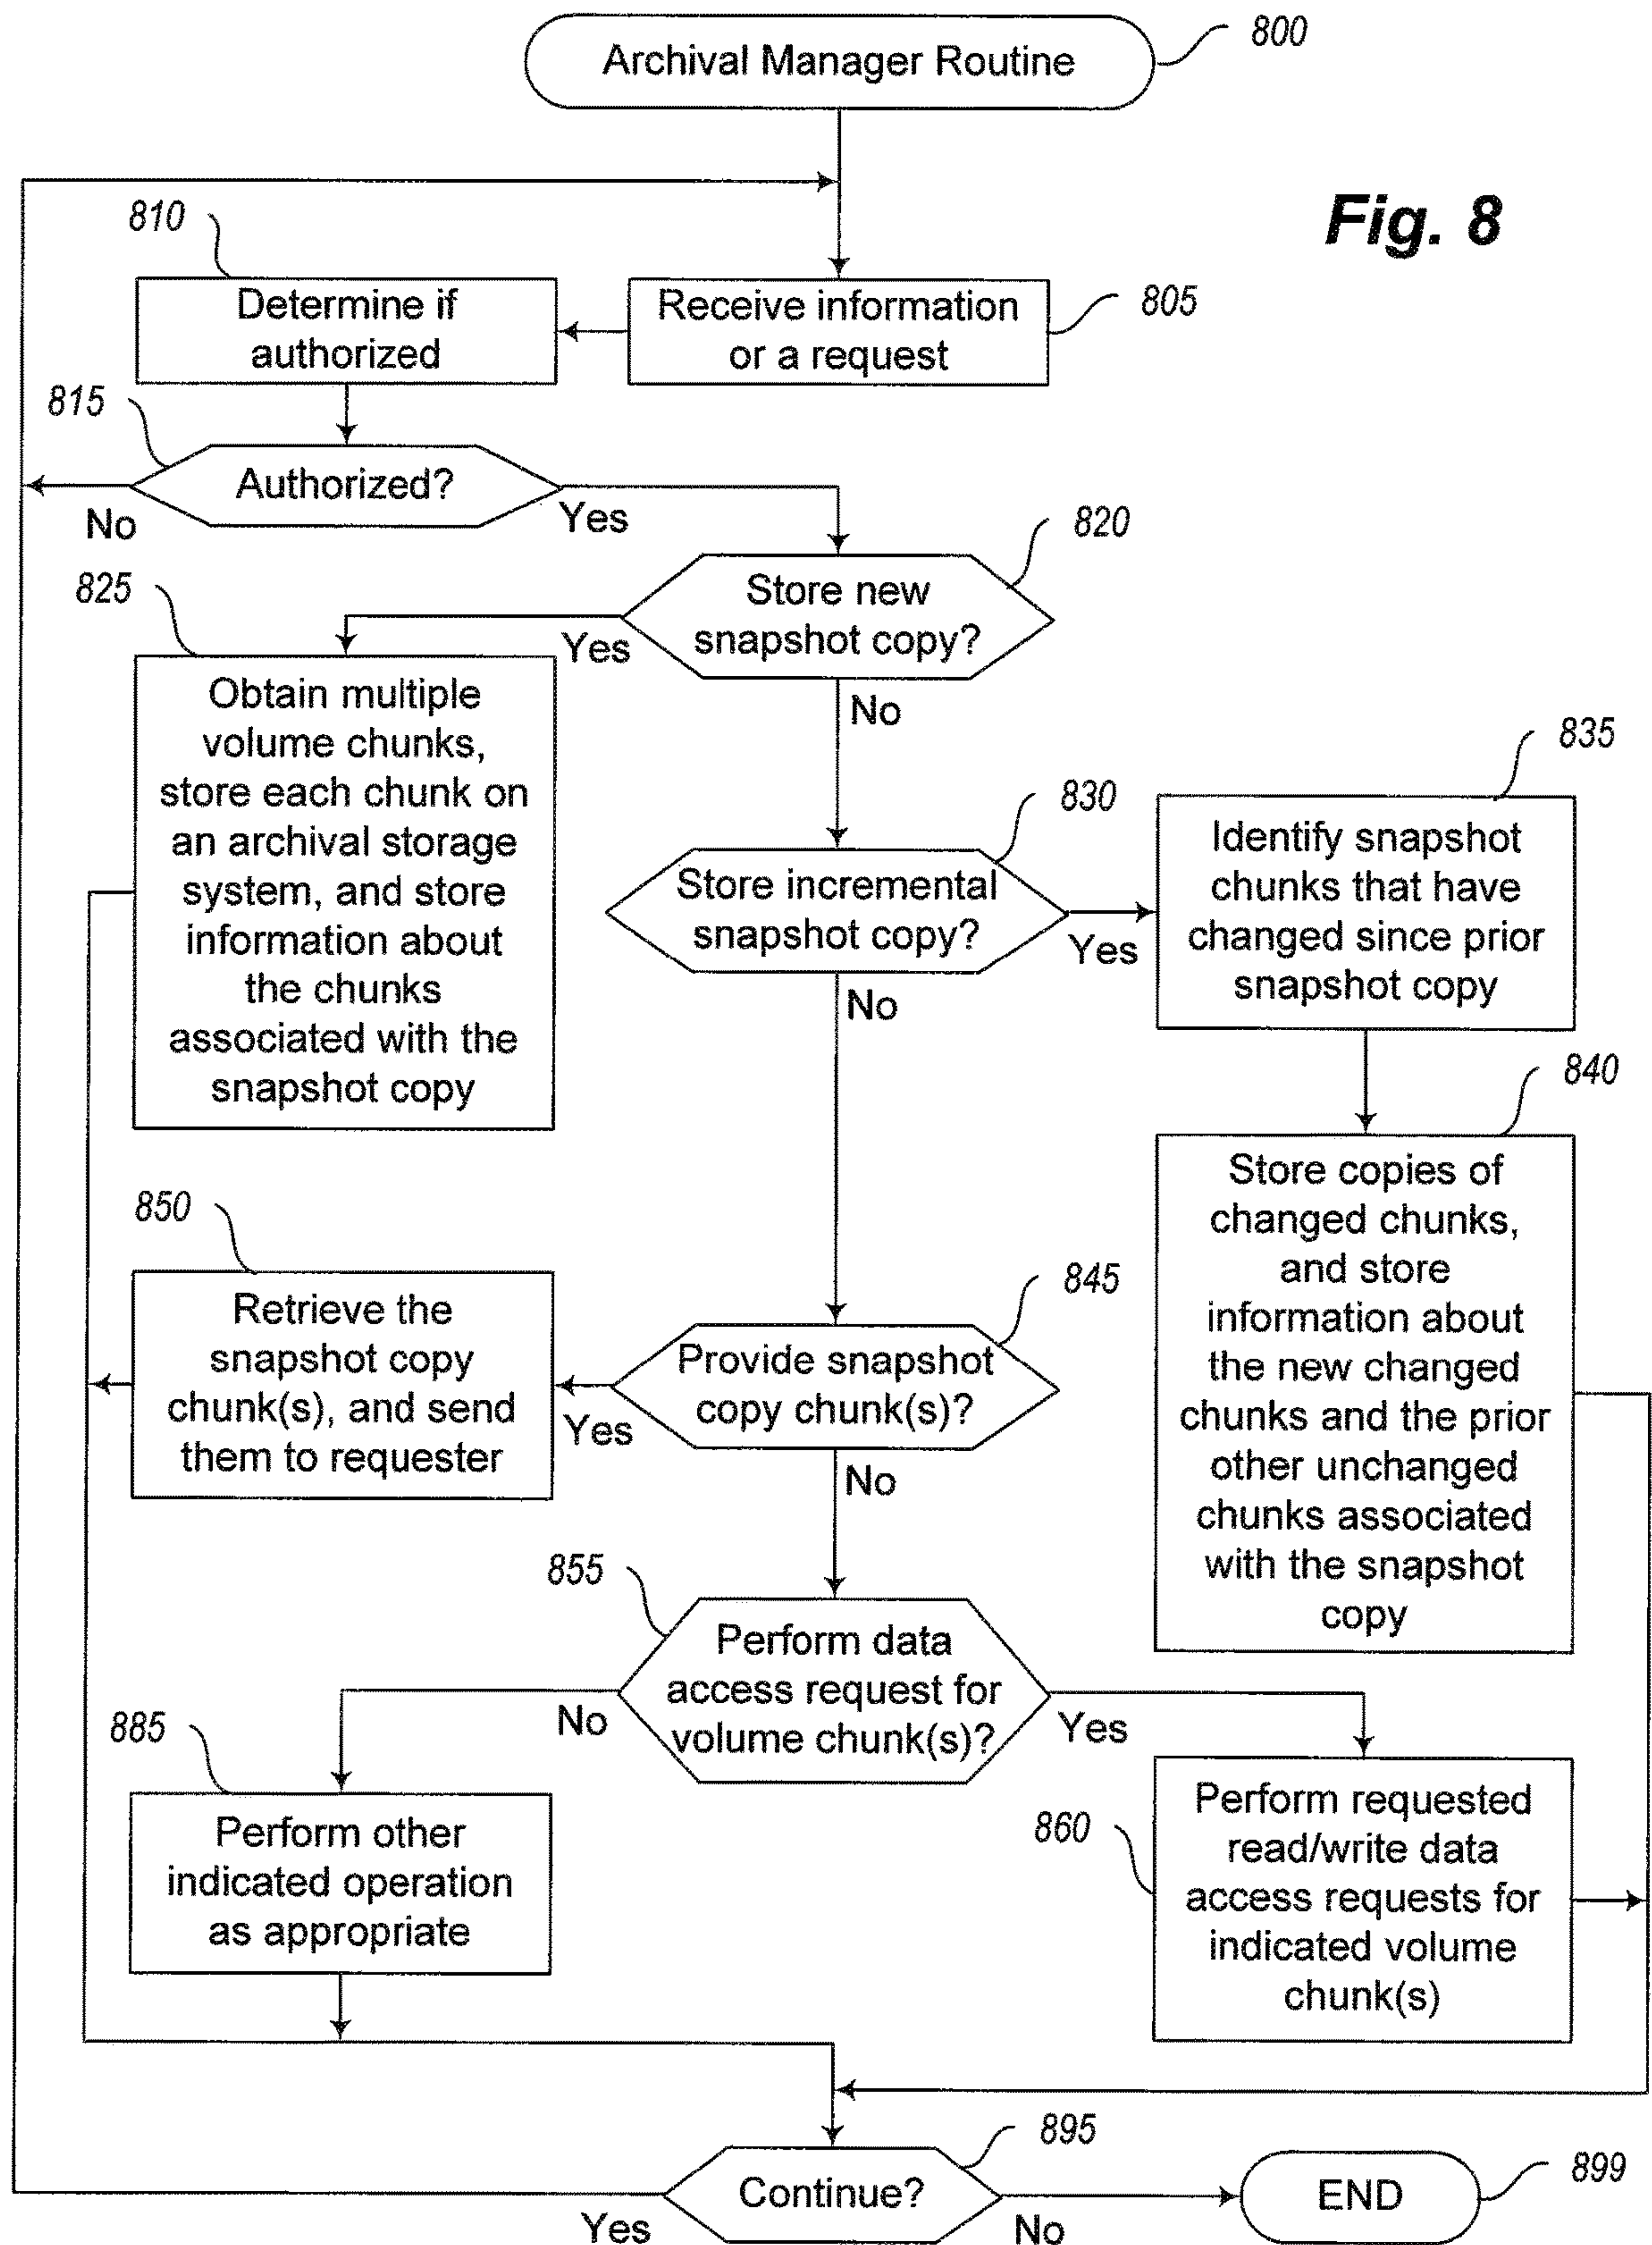 Archival Manager Routine
800
Fig. 8
810
Determine if
authorized
Receive information
or a request
805
815
Authorized?
No
Yes
820
Store new
snapshot copy?
Yes
No
825
Obtain multiple
volume chunks,
store each chunk on
an archival storage
system, and store
information about
the chunks
associated with the
snapshot copy
830
Store incremental
snapshot copy?
Yes
No
835
Identify snapshot
chunks that have
changed since prior
snapshot copy
840
Store copies of
changed chunks,
and store
information about
the new changed
chunks and the prior
other unchanged
chunks associated
with the snapshot
copy
845
Provide snapshot
copy chunk(s)?
Yes
No
850
Retrieve the
snapshot copy
chunk(s), and send
them to requester
855
Perform data
access request for
volume chunk(s)?
No
Yes
885
Perform other
indicated operation
as appropriate
860
Perform requested
read/write data
access requests for
indicated volume
chunk(s)
895
Continue?
Yes
No
END
899